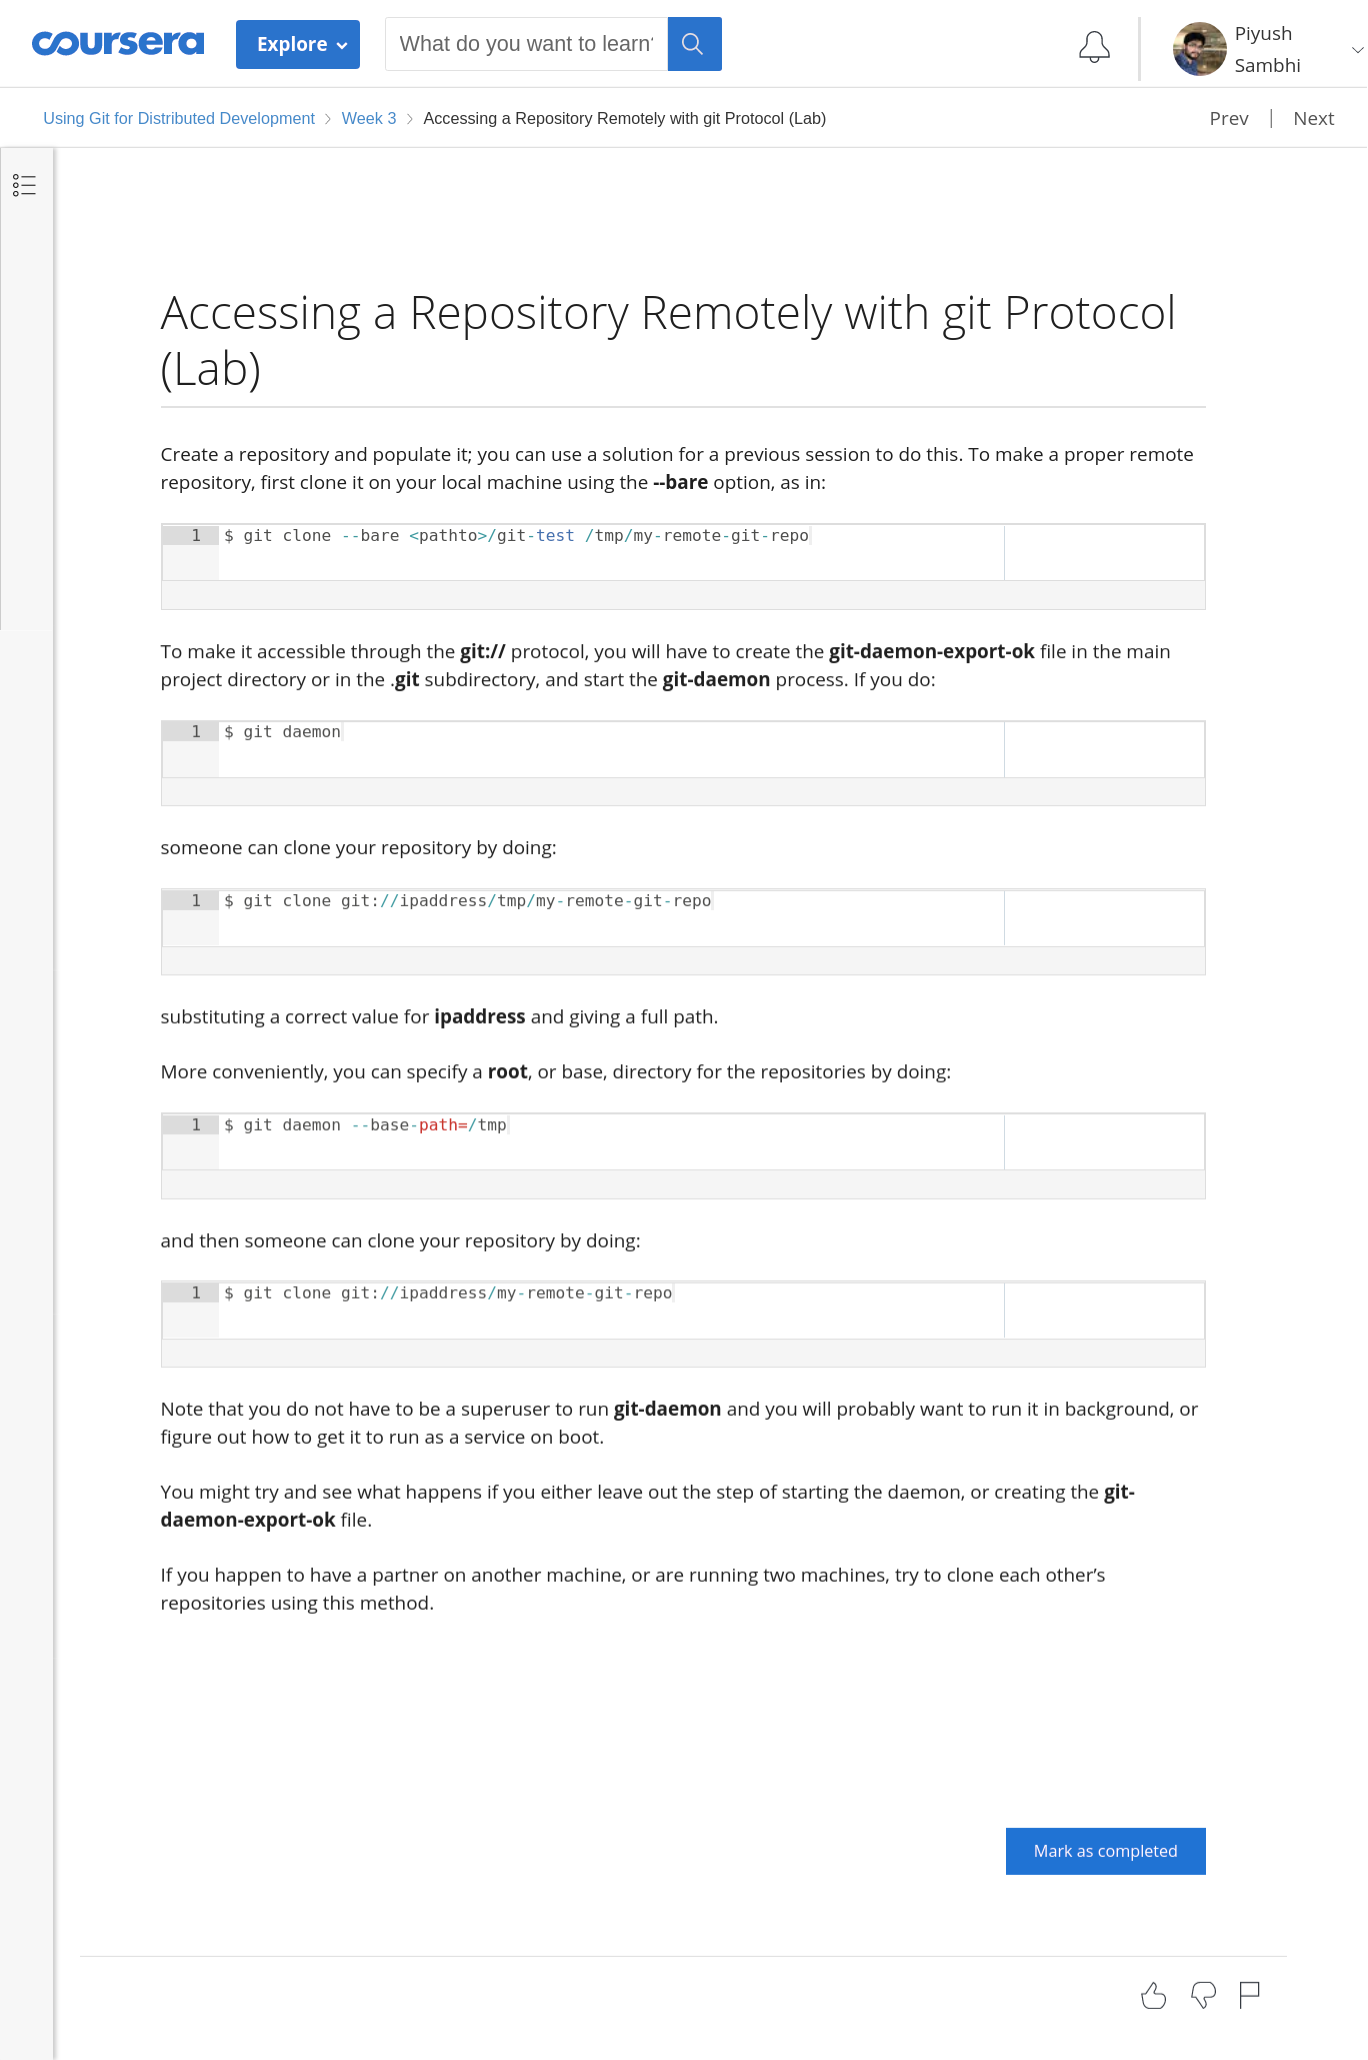 coursera
Explore
What do you want to learn?
Piyush
Sambhi
Using Git for Distributed Development
Week 3
Accessing a Repository Remotely with git Protocol (Lab)
Prev
Next
Accessing a Repository Remotely with git Protocol
(Lab)
Create a repository and populate it; you can use a solution for a previous session to do this. To make a proper remote
repository, first clone it on your local machine using the --bare option, as in:
1 $ git clone --bare <pathto>/git-test /tmp/my-remote-git-repo
To make it accessible through the git:// protocol, you will have to create the git-daemon-export-ok file in the main
project directory or in the .git subdirectory, and start the git-daemon process. If you do:
1 $ git daemon
someone can clone your repository by doing:
1 $ git clone git://ipaddress/tmp/my-remote-git-repo
substituting a correct value for ipaddress and giving a full path.
More conveniently, you can specify a root, or base, directory for the repositories by doing:
1 $ git daemon --base-path=/tmp
and then someone can clone your repository by doing:
1 $ git clone git://ipaddress/my-remote-git-repo
Note that you do not have to be a superuser to run git-daemon and you will probably want to run it in background, or
figure out how to get it to run as a service on boot.
You might try and see what happens if you either leave out the step of starting the daemon, or creating the git-
daemon-export-ok file.
If you happen to have a partner on another machine, or are running two machines, try to clone each other’s
repositories using this method.
Mark as completed